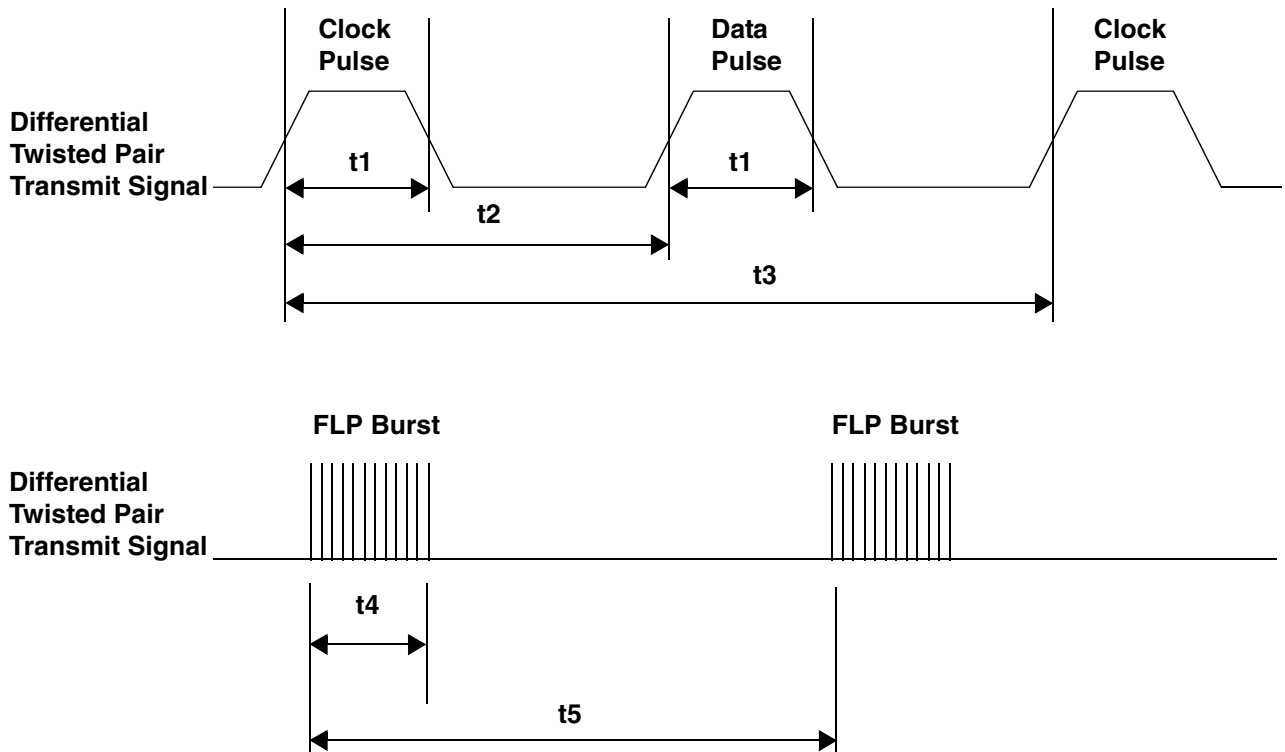 Clock
Pulse
Data
Pulse
Clock
Pulse
Differential
Twisted Pair
Transmit Signal
t1
t1
t2
t3
FLP Burst
FLP Burst
Differential
Twisted Pair
Transmit Signal
t4
t5